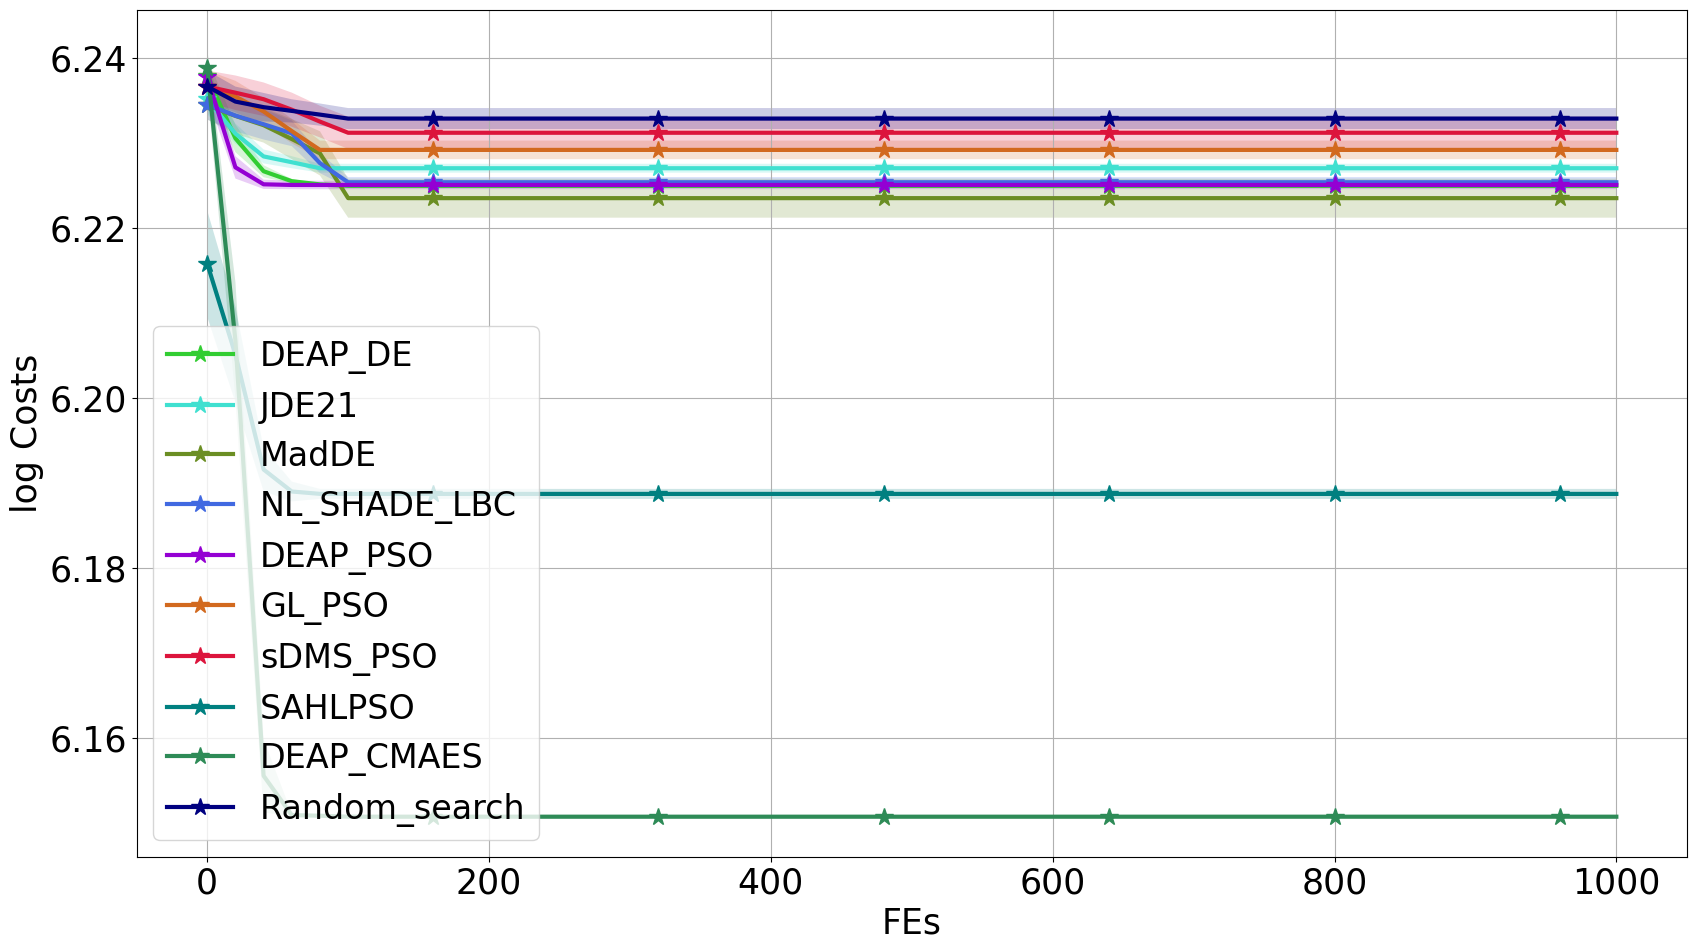 6.24
6.22
6.20
6.18
6.16
log Costs
DEAP_DE
JDE21
MadDE
NL_SHADE_LBC
DEAP_PSO
GL_PSO
sDMS_PSO
SAHLPSO
DEAP_CMAES
Random_search
0 200 400 600 800 1000
FEs